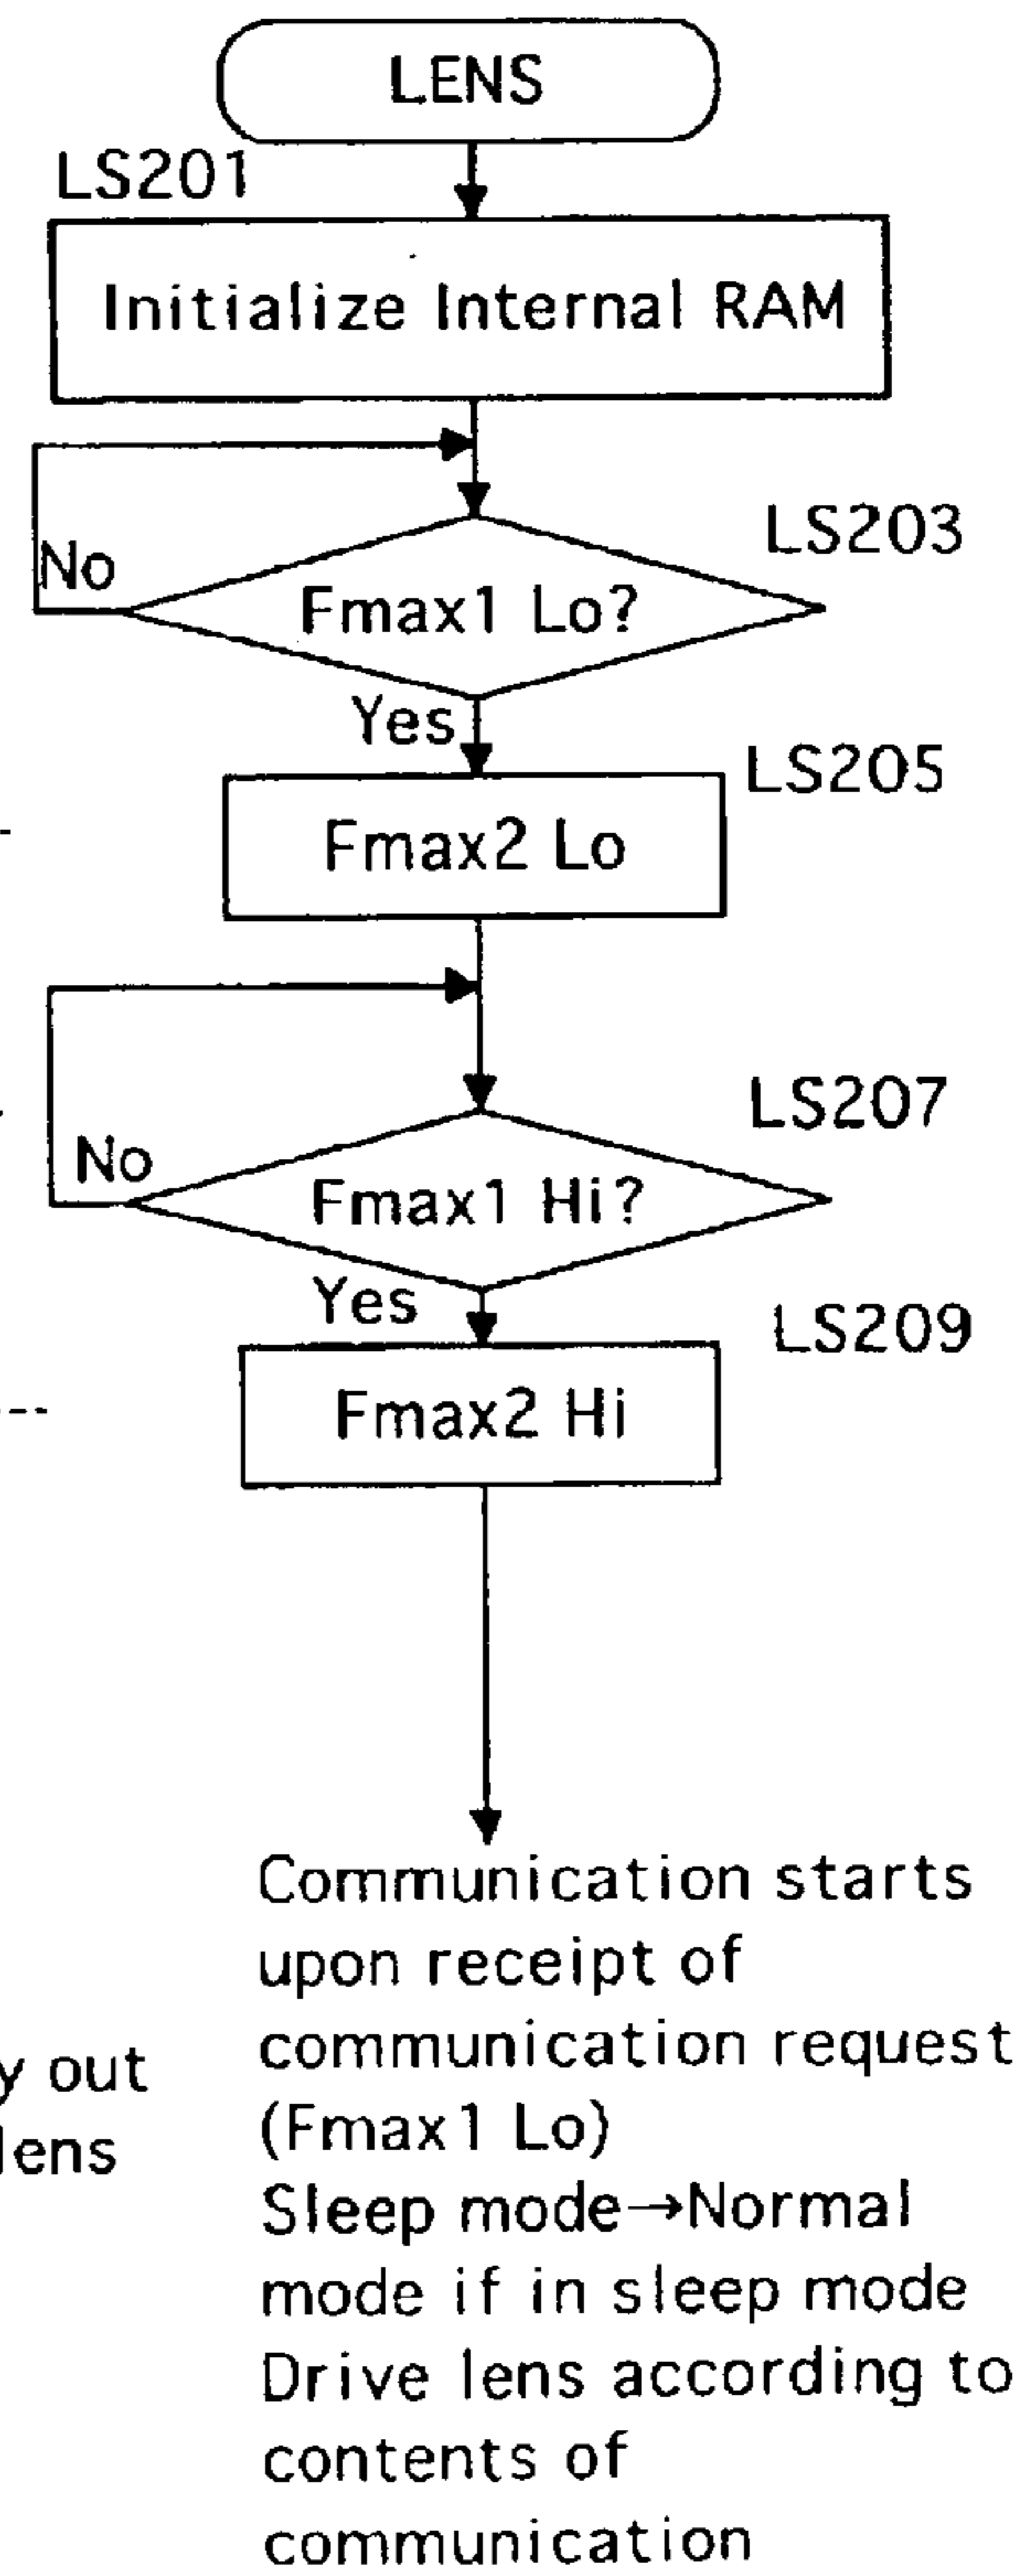 LENS
LS201
Initialize Internal RAM
LS203
No
Fmax1 Lo?
Yes
LS205
Fmax2 Lo
LS207
No
Fmax1 Hi?
Yes
LS209
Fmax2 Hi
Communication starts
upon receipt of
communication request
(Fmax1 Lo)
Sleep mode→Normal
mode if in sleep mode
Drive lens according to
contents of
communication
y out
lens